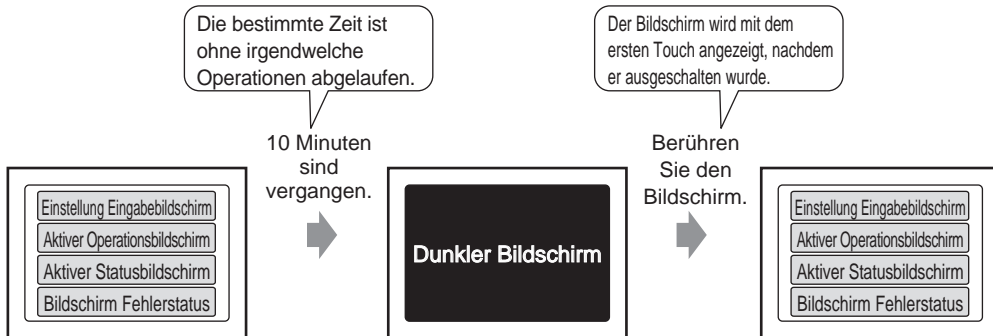 Die bestimmte Zeit ist
ohne irgendwelche
Operationen abgelaufen.
Der Bildschirm wird mit dem
ersten Touch angezeigt, nachdem
er ausgeschalten wurde.
10 Minuten
sind
vergangen.
Berühren
Sie den
Bildschirm.
Einstellung Eingabebildschirm
Aktiver Operationsbildschirm
Aktiver Statusbildschirm
Bildschirm Fehlerstatus
Dunkler Bildschirm
Einstellung Eingabebildschirm
Aktiver Operationsbildschirm
Aktiver Statusbildschirm
Bildschirm Fehlerstatus